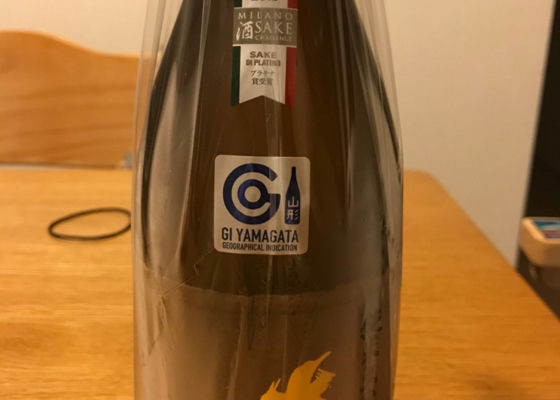 MILANO
酒 SAKE
CHALLENGE
SAKE
DI PLATINO
プラチナ
賞受賞
山形
GI YAMAGATA
GEOGRAPHICAL INDICATION